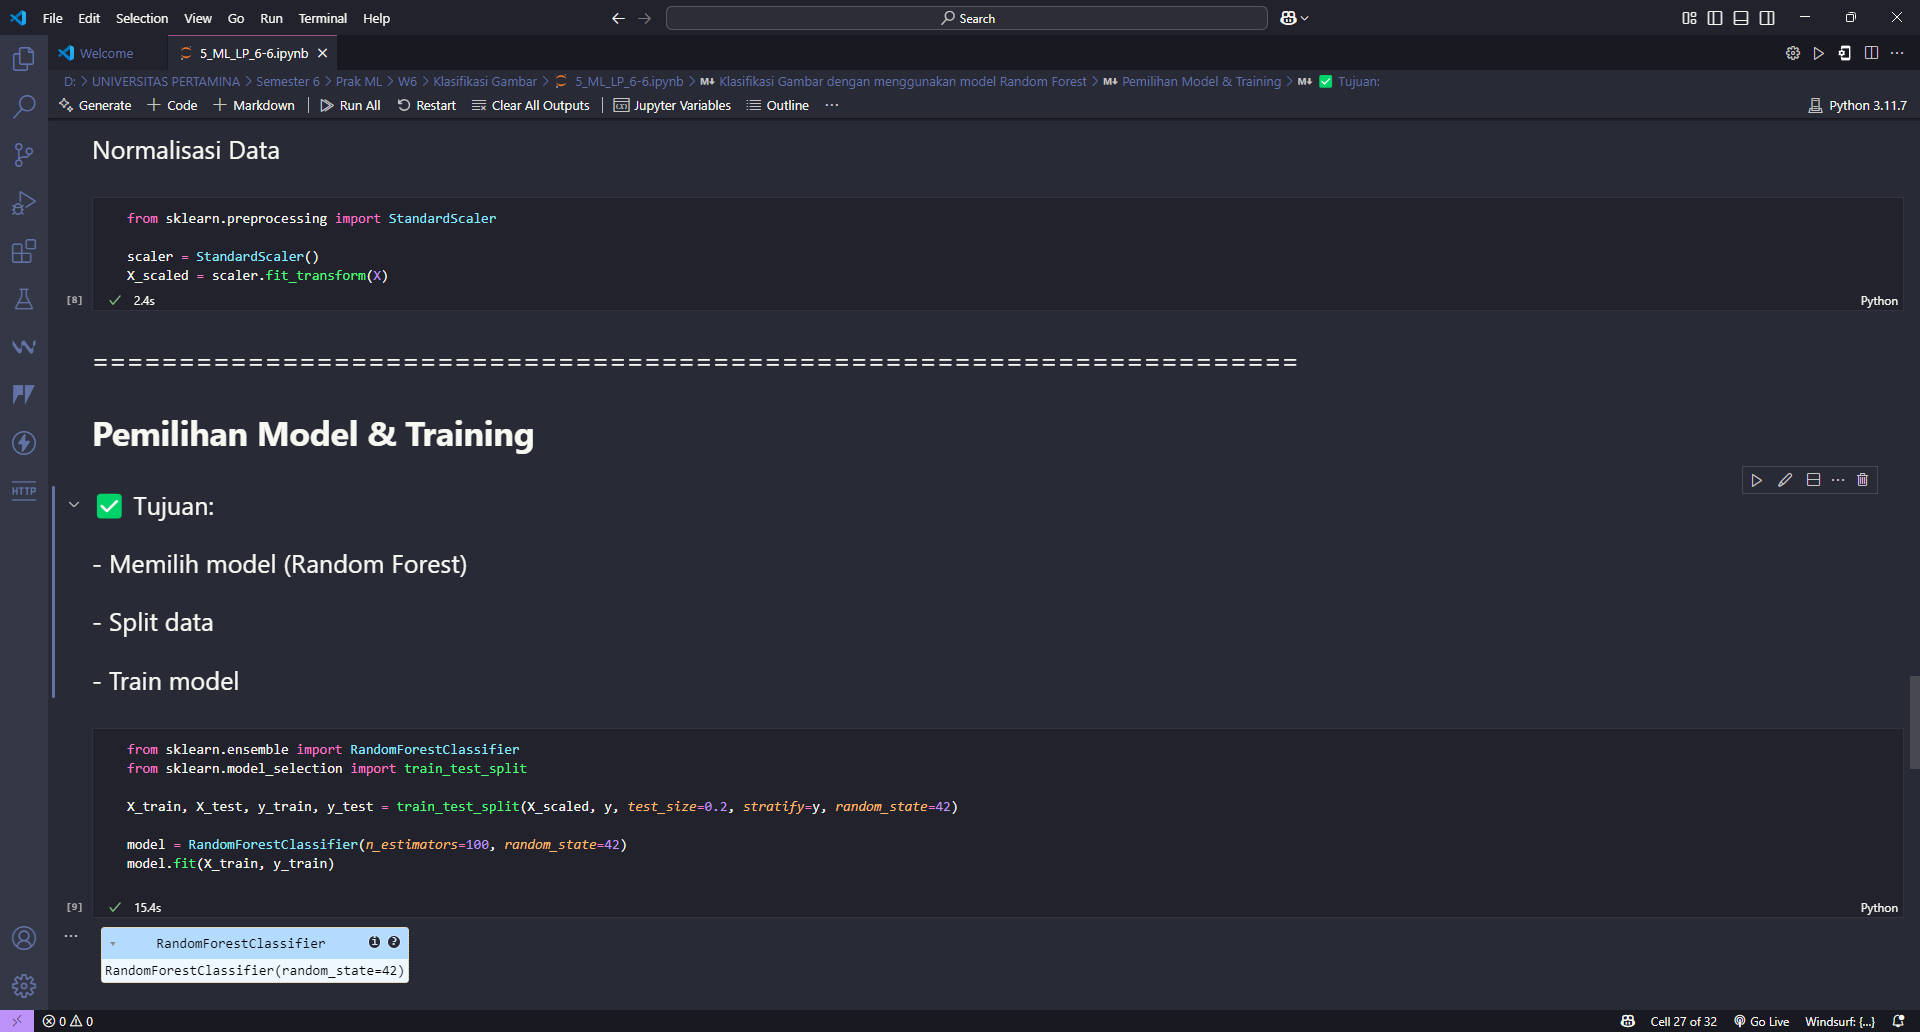 File Edit Selection View Go Run Terminal Help
Search
Welcome
5_ML_LP_6-6.ipynb
D: > UNIVERSITAS PERTAMINA > Semester 6 > Prak ML > W6 > Klasifikasi Gambar > 5_ML_LP_6-6.ipynb > M↓ Klasifikasi Gambar dengan menggunakan model Random Forest > M↓ Pemilihan Model & Training > M↓ ✅ Tujuan:
Generate + Code + Markdown | Run All Restart Clear All Outputs | Jupyter Variables Outline ...
Python 3.11.7
Normalisasi Data
from sklearn.preprocessing import StandardScaler
scaler = StandardScaler()
X_scaled = scaler.fit_transform(X)
[8] ✓ 2.4s
Python
======================================================================
Pemilihan Model & Training
✅ Tujuan:
- Memilih model (Random Forest)
- Split data
- Train model
from sklearn.ensemble import RandomForestClassifier
from sklearn.model_selection import train_test_split
X_train, X_test, y_train, y_test = train_test_split(X_scaled, y, test_size=0.2, stratify=y, random_state=42)
model = RandomForestClassifier(n_estimators=100, random_state=42)
model.fit(X_train, y_train)
[9] ✓ 15.4s
Python
... RandomForestClassifier i ?
RandomForestClassifier(random_state=42)
HTTP
0 0
Cell 27 of 32 Go Live Windsurf: {...}